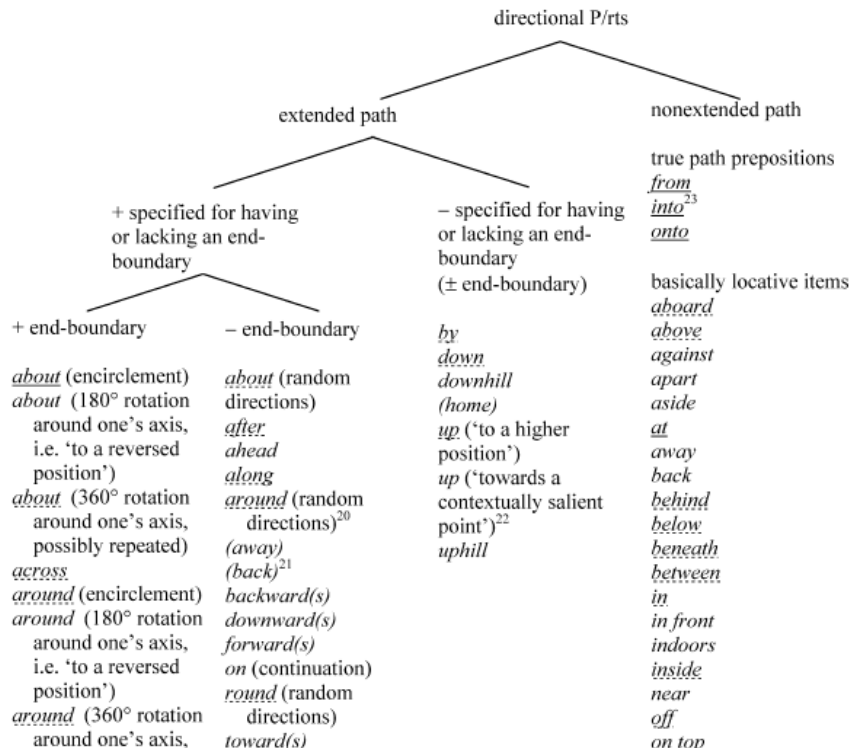 directional P/rts
extended path
nonextended path
true path prepositions
from
into23
onto
basically locative items
aboard
above
against
apart
aside
at
away
back
behind
below
beneath
between
in
in front
indoors
inside
near
off
on top
+ specified for having
or lacking an end-
boundary
– specified for having
or lacking an end-
boundary
(± end-boundary)
by
down
downhill
(home)
up (‘to a higher
position’)
up (‘towards a
contextually salient
point’)22
uphill
+ end-boundary
about (encirclement)
about (180° rotation
around one’s axis,
i.e. ‘to a reversed
position’)
about (360° rotation
around one’s axis,
possibly repeated)
across
around (encirclement)
around (180° rotation
around one’s axis,
i.e. ‘to a reversed
position’)
around (360° rotation
around one’s axis,
– end-boundary
about (random
directions)
after
ahead
along
around (random
directions)20
(away)
(back)21
backward(s)
downward(s)
forward(s)
on (continuation)
round (random
directions)
toward(s)